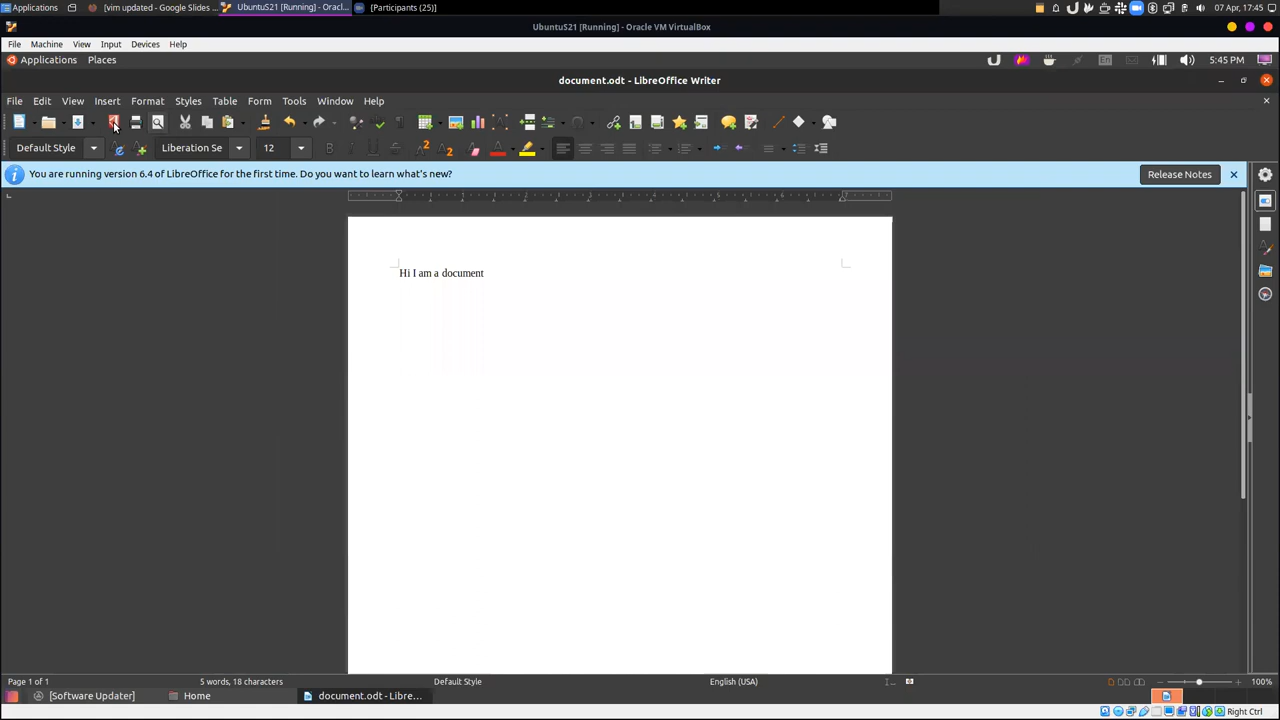 Applications
[vim updated - Google Slides ...
UbuntuS21 [Running] - Oracl...
[Participants (25)]
07 Apr, 17:45
UbuntuS21 [Running] - Oracle VM VirtualBox
File Machine View Input Devices Help
Applications Places
En
5:45 PM
document.odt - LibreOffice Writer
File Edit View Insert Format Styles Table Form Tools Window Help
Default Style
Liberation Se
12
You are running version 6.4 of LibreOffice for the first time. Do you want to learn what's new?
Release Notes
Hi I am a document
Page 1 of 1
5 words, 18 characters
Default Style
English (USA)
100%
[Software Updater]
Home
document.odt - Libre...
Right Ctrl